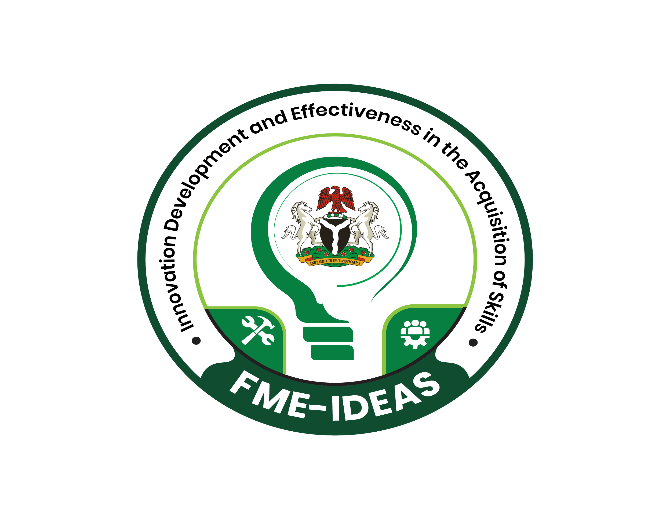 Innovation Development and Effectiveness in the Acquisition of Skills
FME-IDEAS